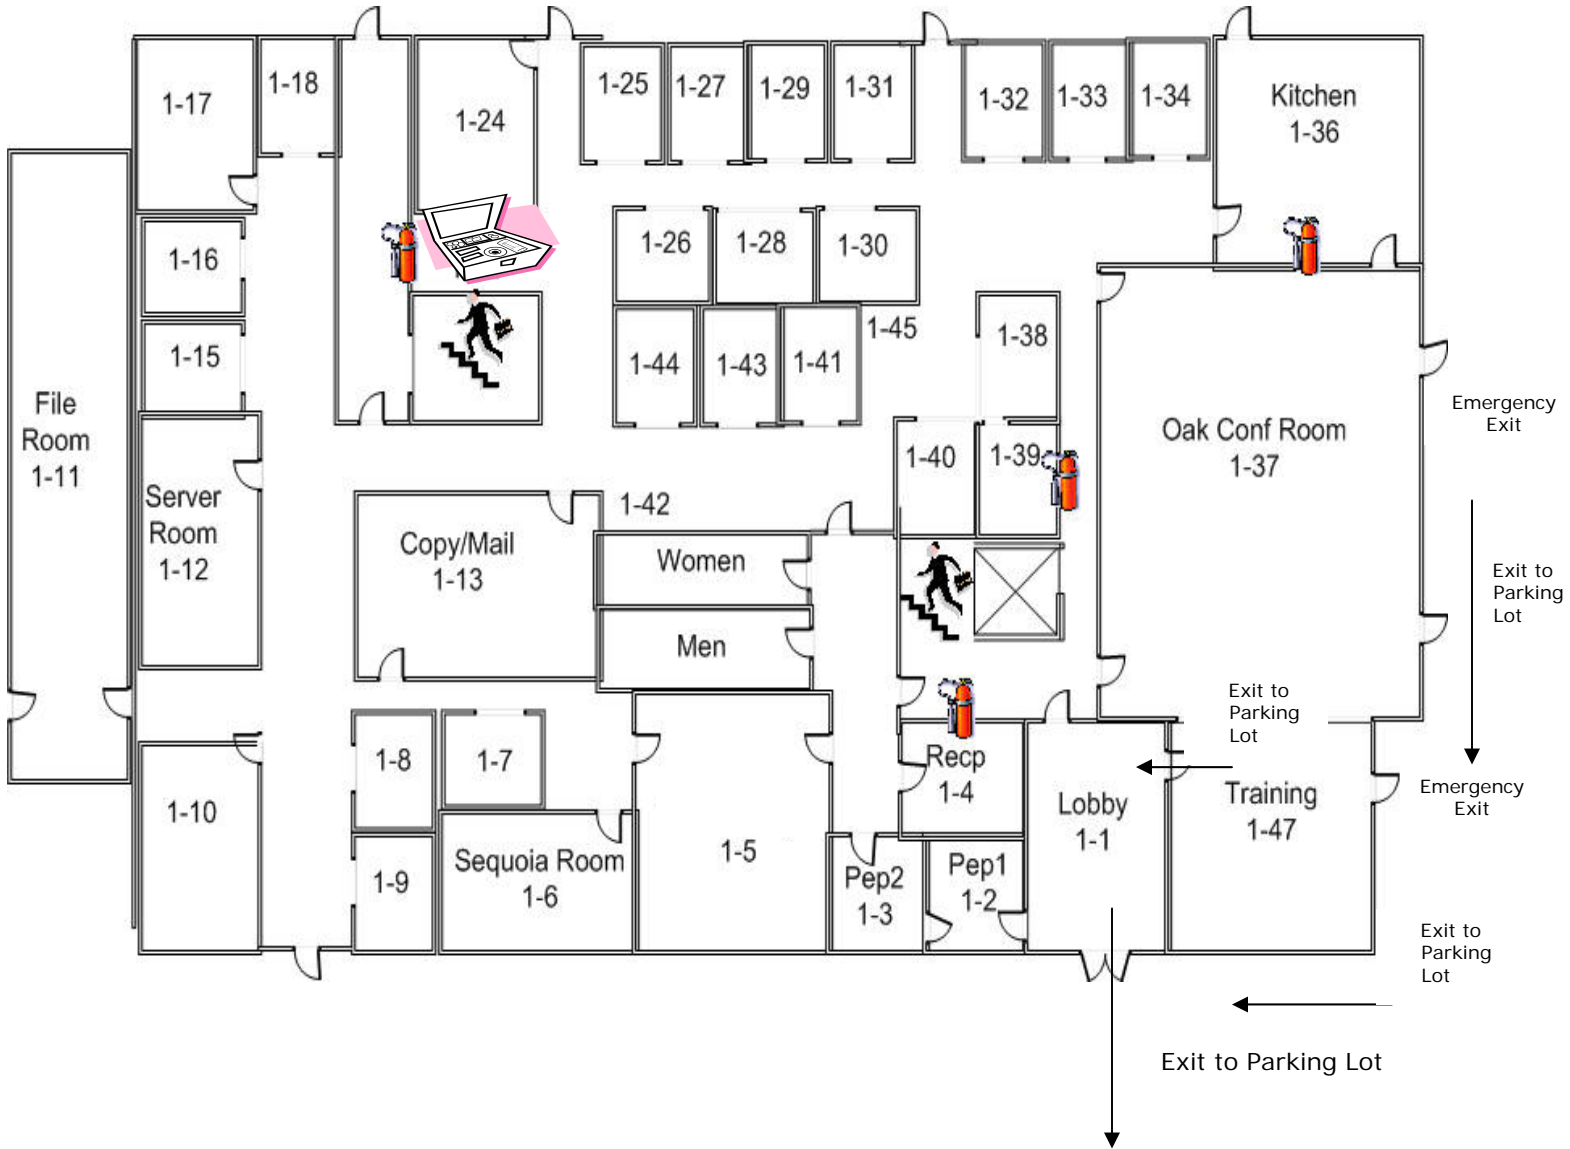 1-17
1-18
1-24
1-25
1-27
1-29
1-31
1-32
1-33
1-34
Kitchen
1-36
1-16
1-26
1-28
1-30
1-15
1-44
1-43
1-41
1-45
1-38
File
Room
1-11
Server
Room
1-12
Copy/Mail
1-13
1-42
1-40
1-39
Oak Conf Room
1-37
Emergency
Exit
Exit to
Parking
Lot
Women
Men
Exit to
Parking
Lot
1-10
1-8
1-7
1-9
Sequoia Room
1-6
1-5
Recp
1-4
Pep2
1-3
Pep1
1-2
Lobby
1-1
Training
1-47
Emergency
Exit
Exit to
Parking
Lot
Exit to Parking Lot